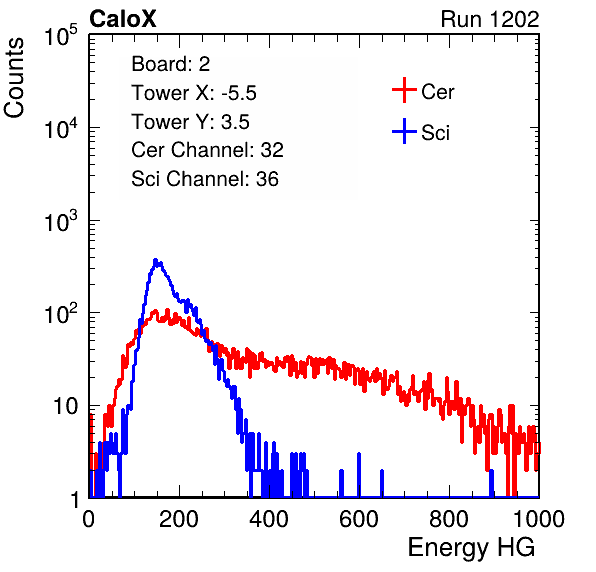 CaloX Run 1202
Counts
10^5
10^4
10^3
10^2
10
1
Board: 2
Tower X: -5.5
Tower Y: 3.5
Cer Channel: 32
Sci Channel: 36
Cer
Sci
0 200 400 600 800 1000
Energy HG